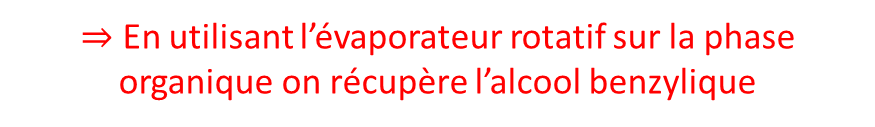 ⇒ En utilisant l’évaporateur rotatif sur la phase
organique on récupère l’alcool benzylique